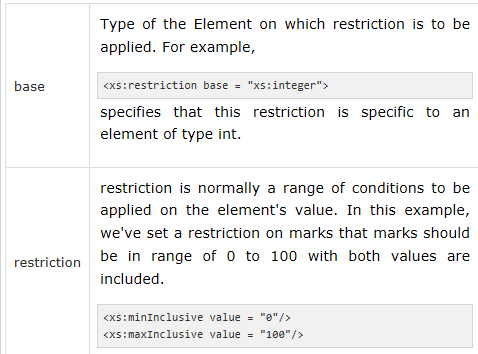 base
Type of the Element on which restriction is to be
applied. For example,
<xs:restriction base = "xs:integer">
specifies that this restriction is specific to an
element of type int.
restriction
restriction is normally a range of conditions to be
applied on the element's value. In this example,
we've set a restriction on marks that marks should
be in range of 0 to 100 with both values are
included.
<xs:minInclusive value = "0"/>
<xs:maxInclusive value = "100"/>